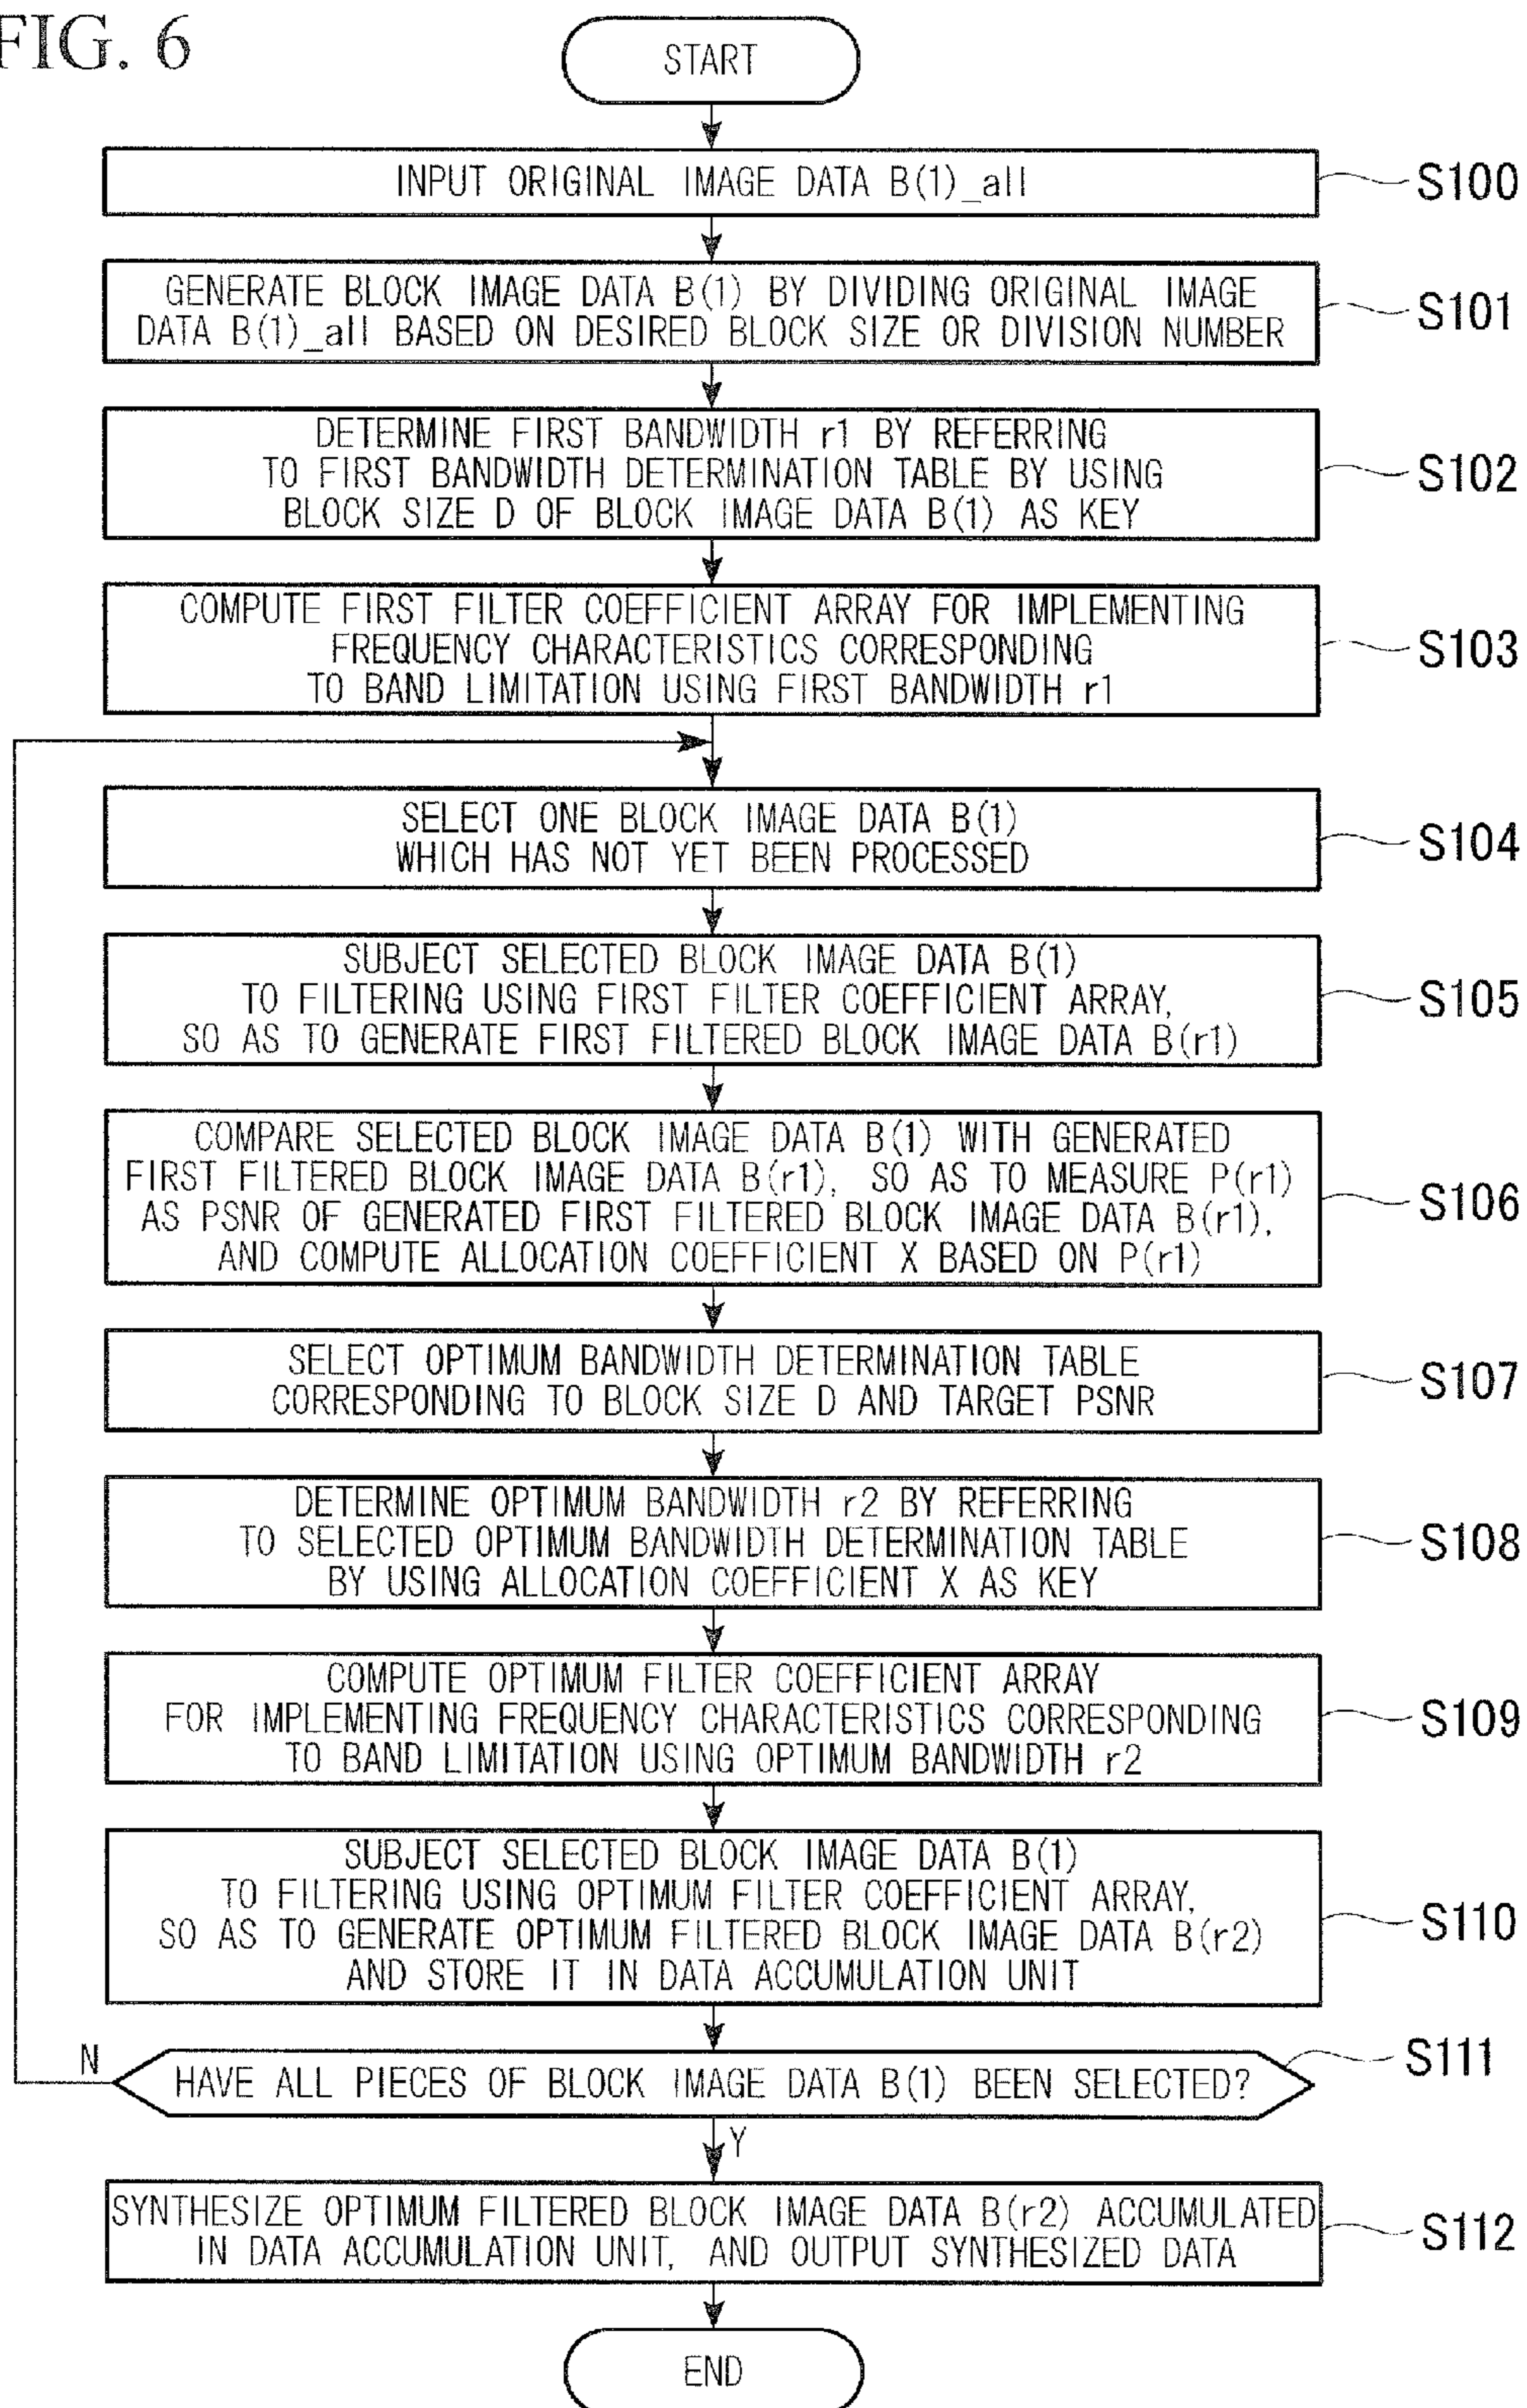 FIG. 6
START
INPUT ORIGINAL IMAGE DATA B(1)_all
S100
GENERATE BLOCK IMAGE DATA B(1) BY DIVIDING ORIGINAL IMAGE
DATA B(1)_all BASED ON DESIRED BLOCK SIZE OR DIVISION NUMBER
S101
DETERMINE FIRST BANDWIDTH r1 BY REFERRING
TO FIRST BANDWIDTH DETERMINATION TABLE BY USING
BLOCK SIZE D OF BLOCK IMAGE DATA B(1) AS KEY
S102
COMPUTE FIRST FILTER COEFFICIENT ARRAY FOR IMPLEMENTING
FREQUENCY CHARACTERISTICS CORRESPONDING
TO BAND LIMITATION USING FIRST BANDWIDTH r1
S103
SELECT ONE BLOCK IMAGE DATA B(1)
WHICH HAS NOT YET BEEN PROCESSED
S104
SUBJECT SELECTED BLOCK IMAGE DATA B(1)
TO FILTERING USING FIRST FILTER COEFFICIENT ARRAY,
SO AS TO GENERATE FIRST FILTERED BLOCK IMAGE DATA B(r1)
S105
COMPARE SELECTED BLOCK IMAGE DATA B(1) WITH GENERATED
FIRST FILTERED BLOCK IMAGE DATA B(r1), SO AS TO MEASURE P(r1)
AS PSNR OF GENERATED FIRST FILTERED BLOCK IMAGE DATA B(r1),
AND COMPUTE ALLOCATION COEFFICIENT X BASED ON P(r1)
S106
SELECT OPTIMUM BANDWIDTH DETERMINATION TABLE
CORRESPONDING TO BLOCK SIZE D AND TARGET PSNR
S107
DETERMINE OPTIMUM BANDWIDTH r2 BY REFERRING
TO SELECTED OPTIMUM BANDWIDTH DETERMINATION TABLE
BY USING ALLOCATION COEFFICIENT X AS KEY
S108
COMPUTE OPTIMUM FILTER COEFFICIENT ARRAY
FOR IMPLEMENTING FREQUENCY CHARACTERISTICS CORRESPONDING
TO BAND LIMITATION USING OPTIMUM BANDWIDTH r2
S109
SUBJECT SELECTED BLOCK IMAGE DATA B(1)
TO FILTERING USING OPTIMUM FILTER COEFFICIENT ARRAY,
SO AS TO GENERATE OPTIMUM FILTERED BLOCK IMAGE DATA B(r2)
AND STORE IT IN DATA ACCUMULATION UNIT
S110
N
HAVE ALL PIECES OF BLOCK IMAGE DATA B(1) BEEN SELECTED?
S111
Y
SYNTHESIZE OPTIMUM FILTERED BLOCK IMAGE DATA B(r2) ACCUMULATED
IN DATA ACCUMULATION UNIT, AND OUTPUT SYNTHESIZED DATA
S112
END